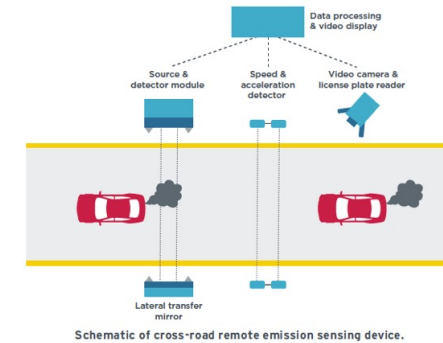 Data processing
& video display
Source &
detector module
Speed &
acceleration
detector
Video camera &
license plate reader
Lateral transfer
mirror
Schematic of cross-road remote emission sensing device.